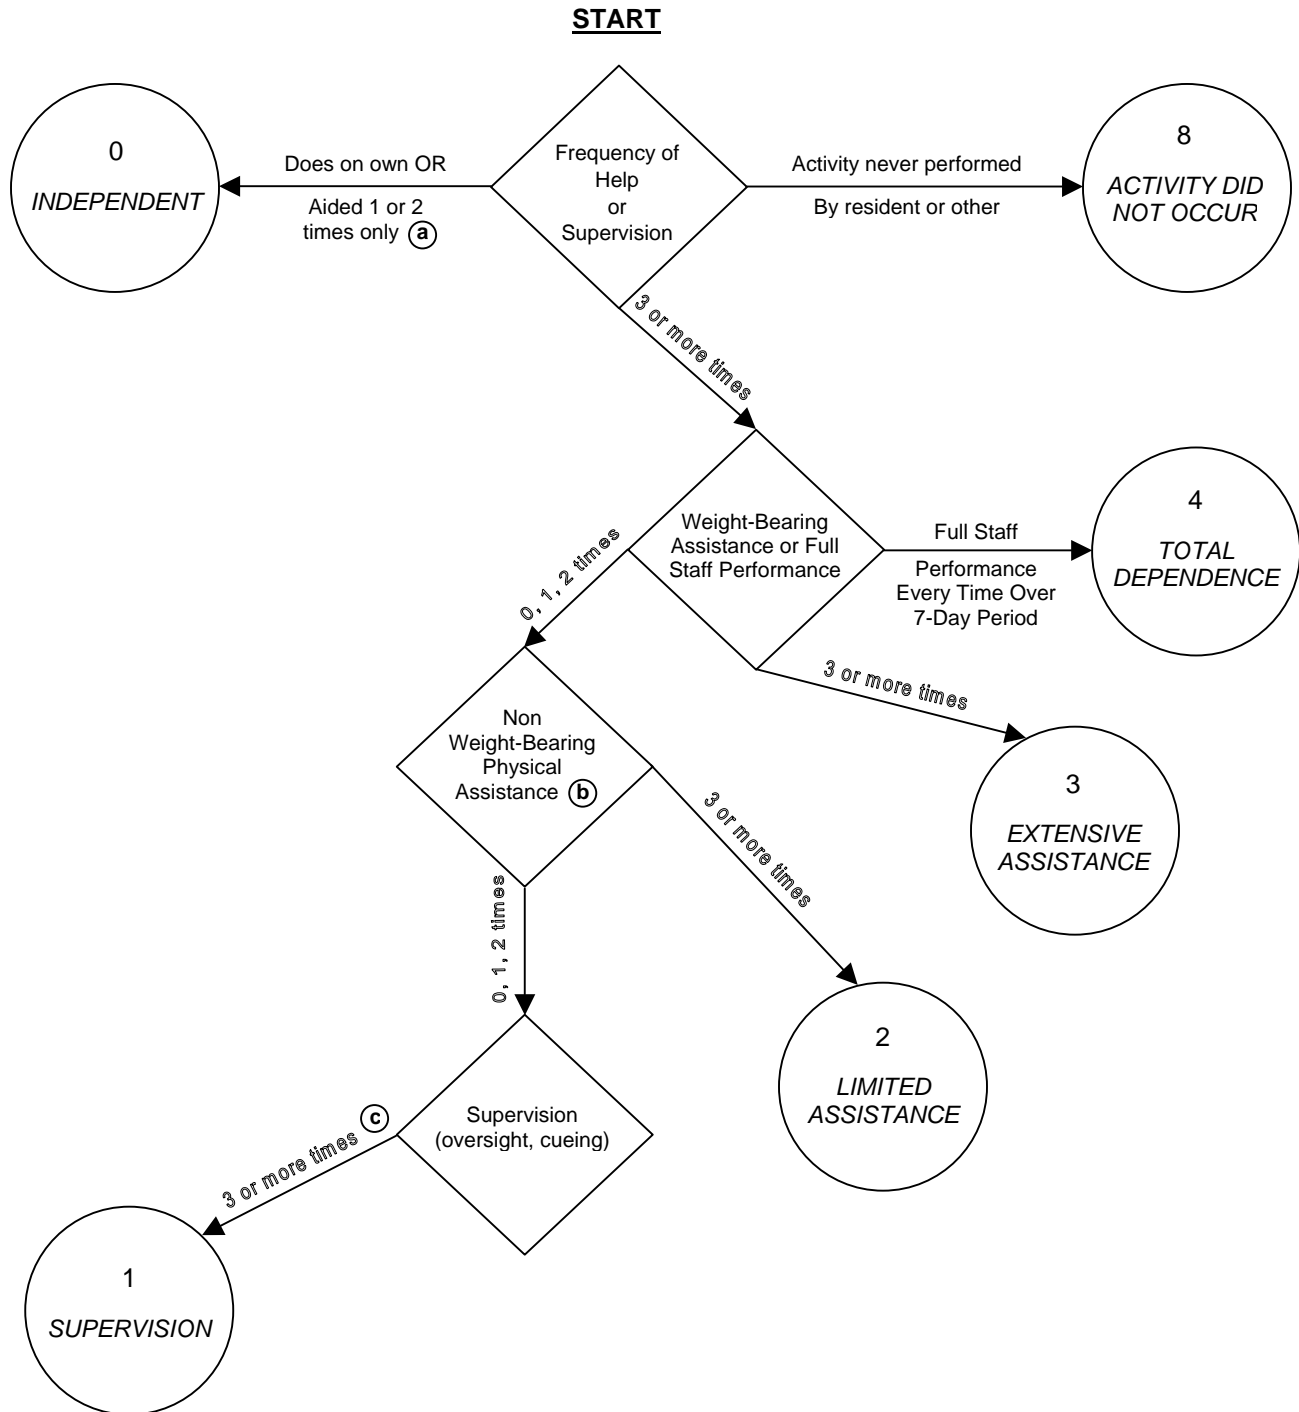 START
0
INDEPENDENT
Does on own OR
Aided 1 or 2
times only a
Frequency of
Help
or
Supervision
Activity never performed
By resident or other
8
ACTIVITY DID
NOT OCCUR
3 or more times
Weight-Bearing
Assistance or Full
Staff Performance
Full Staff
Performance
Every Time Over
7-Day Period
4
TOTAL
DEPENDENCE
0, 1, 2 times
3 or more times
3
EXTENSIVE
ASSISTANCE
Non
Weight-Bearing
Physical
Assistance b
3 or more times
2
LIMITED
ASSISTANCE
0, 1, 2 times
Supervision
(oversight, cueing)
3 or more times c
1
SUPERVISION